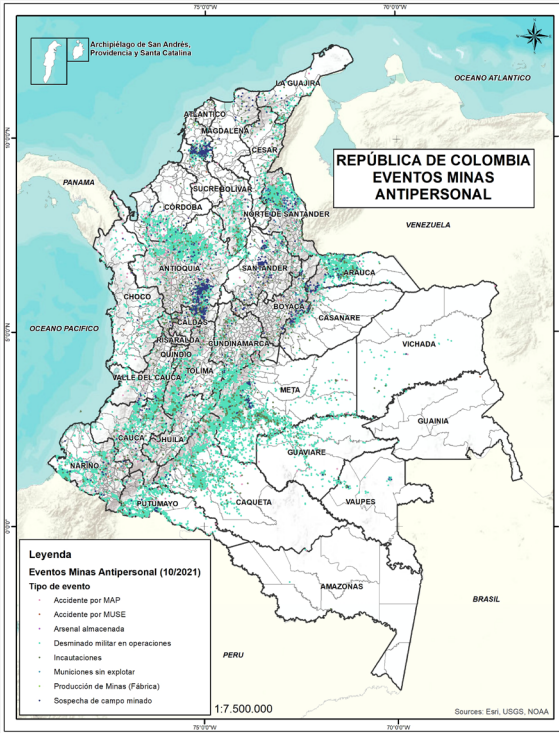 75°0'0"W
70°0'0"W
Archipiélago de San Andrés,
Providencia y Santa Catalina
OCEANO ATLANTICO
LA GUAJIRA
ATLANTICO
MAGDALENA
CESAR
REPÚBLICA DE COLOMBIA
EVENTOS MINAS
ANTIPERSONAL
PANAMA
SUCRE
BOLIVAR
CORDOBA
NORTE DE SANTANDER
VENEZUELA
ANTIOQUIA
SANTANDER
ARAUCA
CHOCO
BOYACA
CASANARE
OCEANO PACIFICO
CALDAS
RISARALDA
CUNDINAMARCA
VICHADA
QUINDIO
VALLE DEL CAUCA
TOLIMA
META
GUAINIA
CAUCA
HUILA
NARIÑO
GUAVIARE
PUTUMAYO
CAQUETA
VAUPES
Leyenda
Eventos Minas Antipersonal (10/2021)
Tipo de evento
Accidente por MAP
Accidente por MUSE
Arsenal almacenada
Desminado militar en operaciones
Incautaciones
Municiones sin explotar
Producción de Minas (Fábrica)
Sospecha de campo minado
AMAZONAS
BRASIL
PERU
1:7.500.000
Sources: Esri, USGS, NOAA
75°0'0"W
70°0'0"W